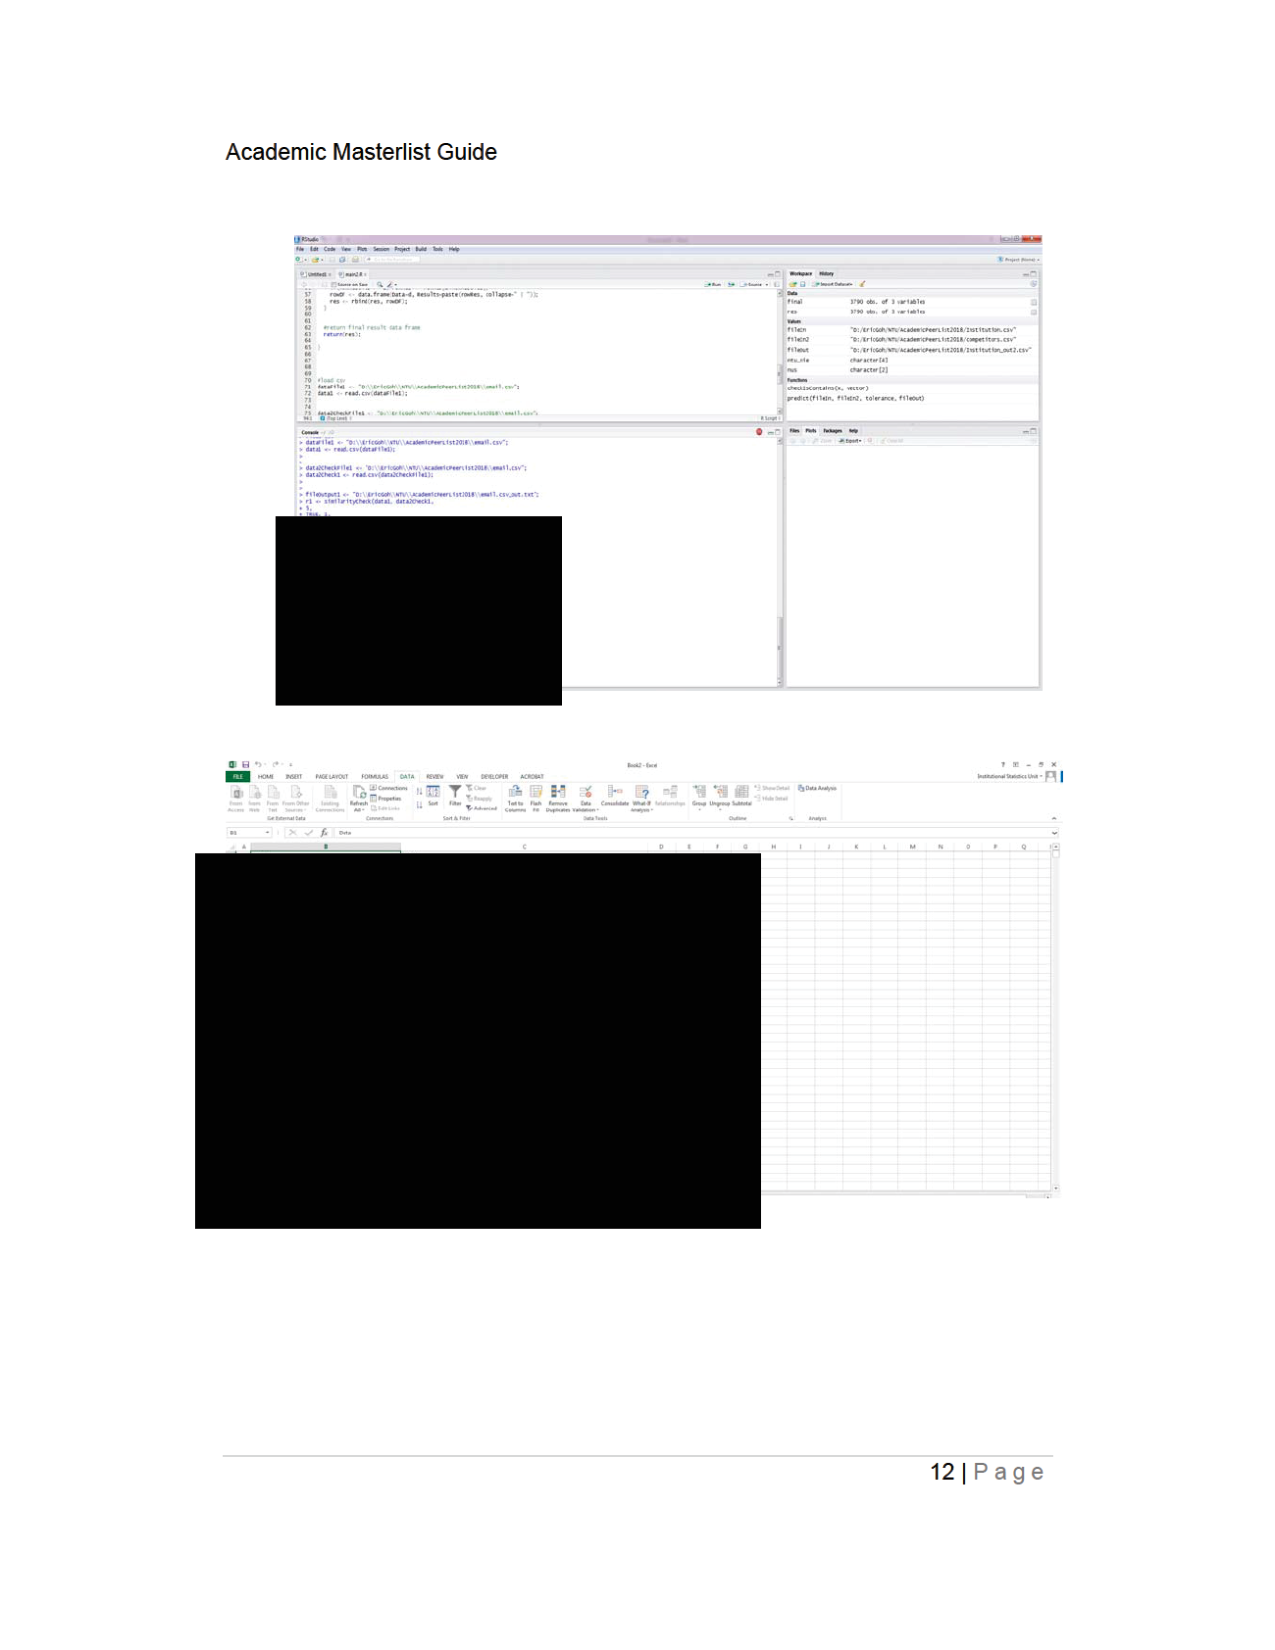 Academic Masterlist Guide
RStudio
File Edit Code View Plots Session Project Build Tools Help
Project: (None)
Untitled1 main2.R
Source on Save Run Source
57 rowDF <- data.frame(Data=d, Results=paste(rowRes, collapse=" | "));
58 res <- rbind(res, rowDF);
59 }
60
61
62 #return final result data frame
63 return(res);
64
65 }
66
67
68
69
70 #load csv
71 dataFile1 <- "D:\\EricGoh\\NTU\\AcademicPeerList2018\\email.csv";
72 data1 <- read.csv(dataFile1);
73
74
75 data2CheckFile1 <- "D:\\EricGoh\\NTU\\AcademicPeerList2018\\email.csv";
(Top Level) R Script
Console
> dataFile1 <- "D:\\EricGoh\\NTU\\AcademicPeerList2018\\email.csv";
> data1 <- read.csv(dataFile1);
>
>
> data2CheckFile1 <- "D:\\EricGoh\\NTU\\AcademicPeerList2018\\email.csv";
> data2Check1 <- read.csv(data2CheckFile1);
>
>
> fileOutput1 <- "D:\\EricGoh\\NTU\\AcademicPeerList2018\\email.csv_out.txt";
> r1 <- similarityCheck(data1, data2Check1,
+ 5,
+ TRUE, 1,
Workspace History
Import Dataset
Data
final 3790 obs. of 3 variables
res 3790 obs. of 3 variables
Values
fileIn "D:/EricGoh/NTU/AcademicPeerList2018/Institution.csv"
fileIn2 "D:/EricGoh/NTU/AcademicPeerList2018/competitors.csv"
fileOut "D:/EricGoh/NTU/AcademicPeerList2018/Institution_out2.csv"
ntu_nie character[4]
nus character[2]
Functions
checkIsContains(x, vector)
predict(fileIn, fileIn2, tolerance, fileOut)
Files Plots Packages Help
Zoom Export Clear All
Book2 - Excel
FILE HOME INSERT PAGE LAYOUT FORMULAS DATA REVIEW VIEW DEVELOPER ACROBAT
Institutional Statistics Unit
From Access From Web From Text From Other Sources Existing Connections Refresh All Connections Properties Edit Links Sort Filter Clear Reapply Advanced Text to Columns Flash Fill Remove Duplicates Data Validation Consolidate What-If Analysis Relationships Group Ungroup Subtotal Show Detail Hide Detail Data Analysis
Get External Data Connections Sort & Filter Data Tools Outline Analysis
B1 fx Data
A B C D E F G H I J K L M N O P Q
12 | Page